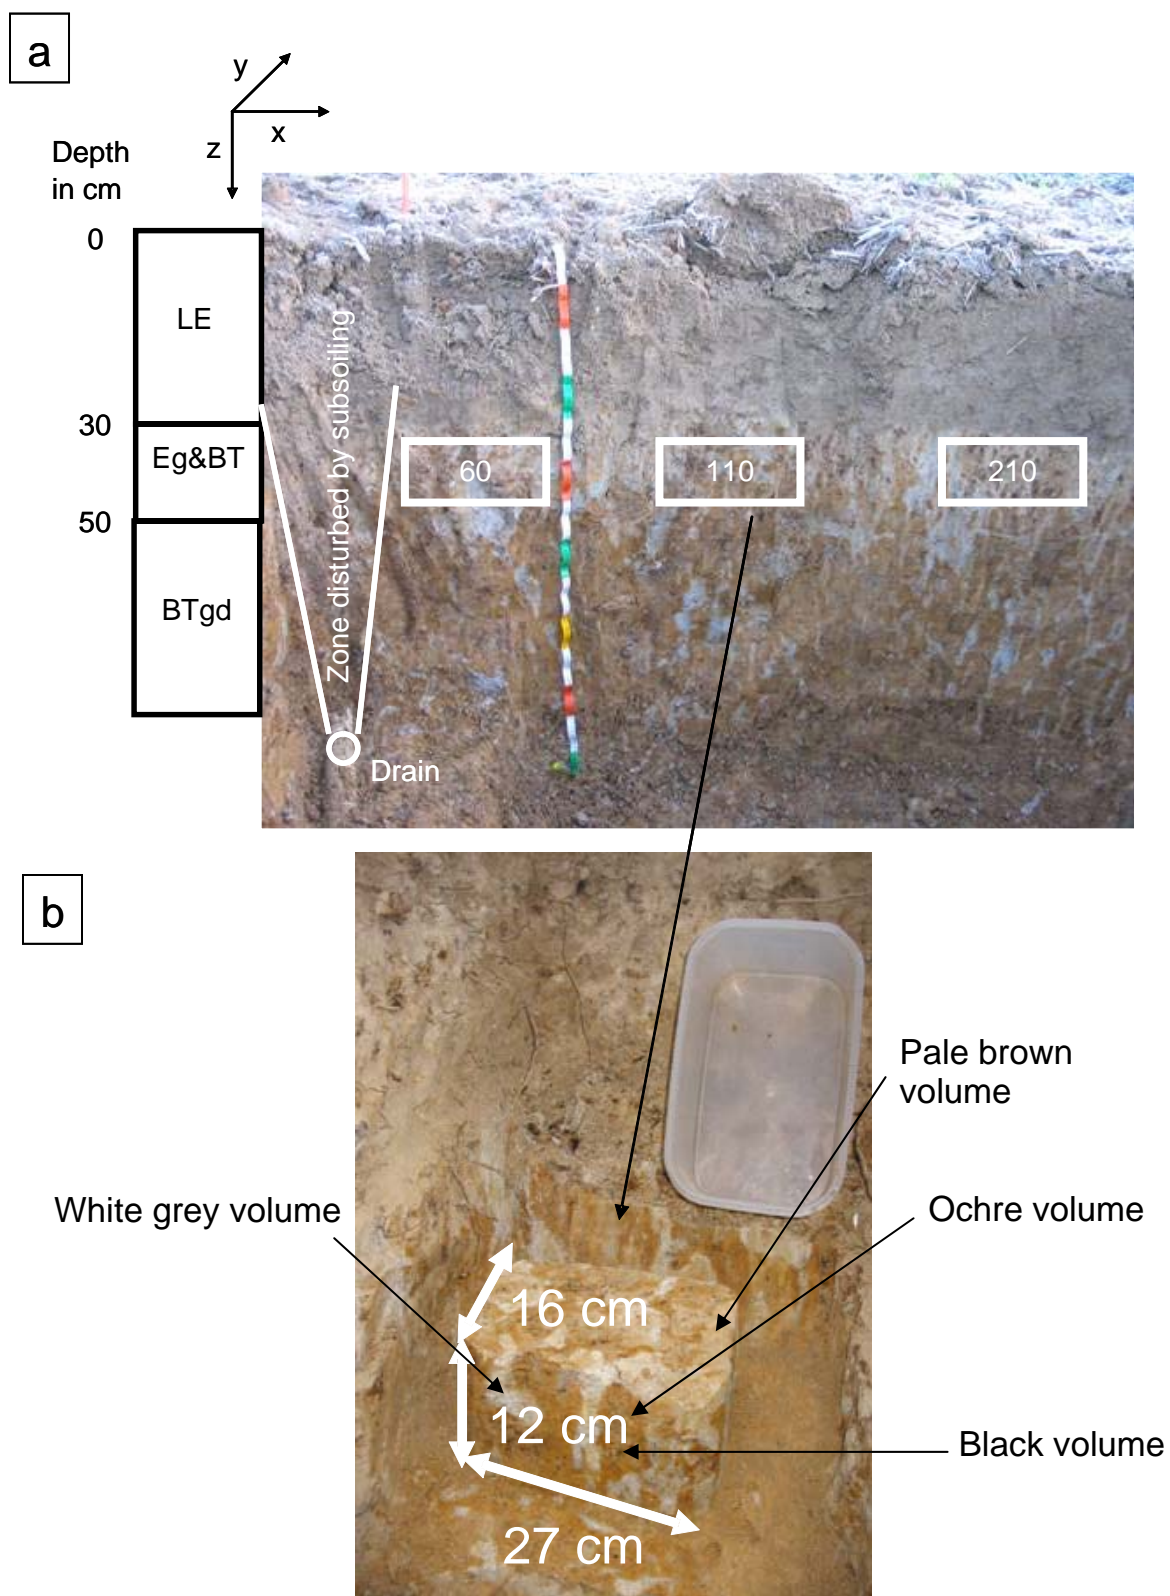 a
y
x
z
Depth
in cm
0
LE
30
Eg&BT
50
BTgd
Zone disturbed by subsoiling
60
110
210
Drain
b
Pale brown
volume
White grey volume
Ochre volume
16 cm
12 cm
Black volume
27 cm